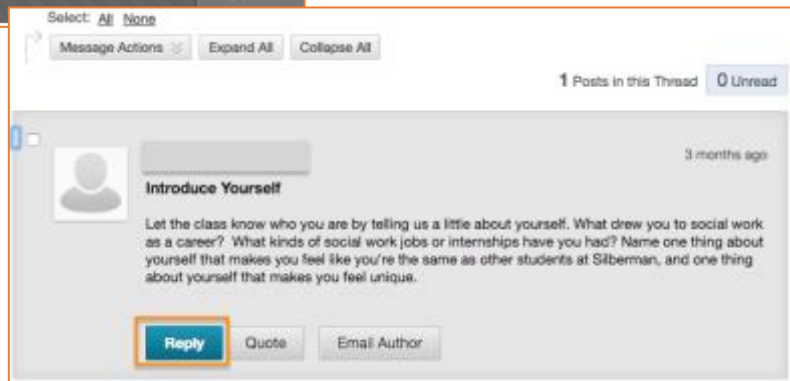 Select: All None
Message Actions Expand All Collapse All
1 Posts in this Thread 0 Unread
3 months ago
Introduce Yourself
Let the class know who you are by telling us a little about yourself. What drew you to social work
as a career? What kinds of social work jobs or internships have you had? Name one thing about
yourself that makes you feel like you're the same as other students at Silberman, and one thing
about yourself that makes you feel unique.
Reply Quote Email Author